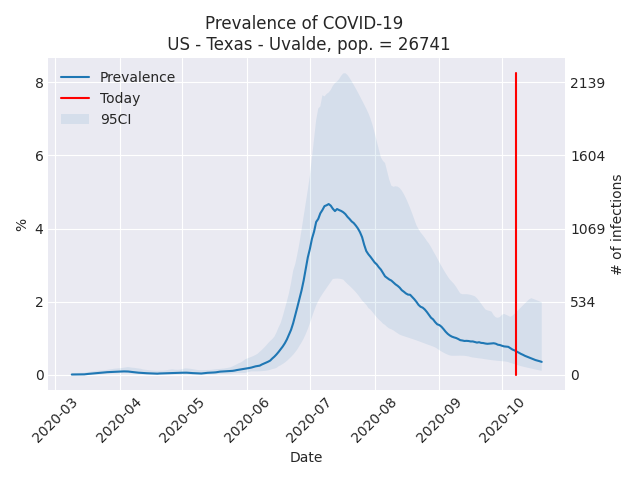 Prevalence of COVID-19
US - Texas - Uvalde, pop. = 26741
Prevalence
Today
95CI
8
6
4
2
0
%
2139
1604
1069
534
0
# of infections
2020-03
2020-04
2020-05
2020-06
2020-07
2020-08
2020-09
2020-10
Date